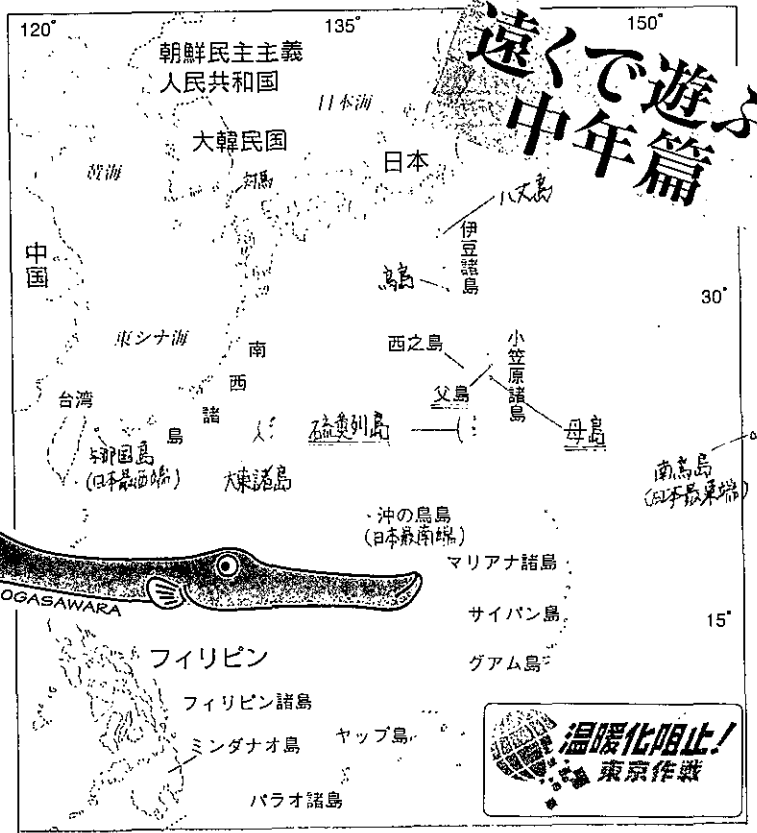 120°
135°
150°
遠くで遊ぶ
中年篇
朝鮮民主主義
人民共和国
日本海
大韓民国
日本
黄海
対馬
八丈島
中国
伊豆諸島
鳥島
30°
東シナ海
南西諸島
西之島
小笠原諸島
台湾
父島
硫黄列島
母島
与那国島
(日本最西端)
大東諸島
南鳥島
(日本最東端)
沖の鳥島
(日本最南端)
マリアナ諸島
OGASAWARA
サイパン島
15°
フィリピン
グアム島
フィリピン諸島
ミンダナオ島
ヤップ島
パラオ諸島
温暖化阻止!
東京作戦